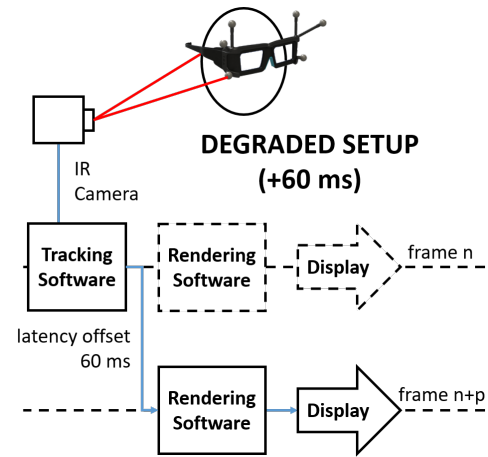 DEGRADED SETUP
(+60 ms)
IR
Camera
Tracking
Software
Rendering
Software
Display
frame n
latency offset
60 ms
Rendering
Software
Display
frame n+p